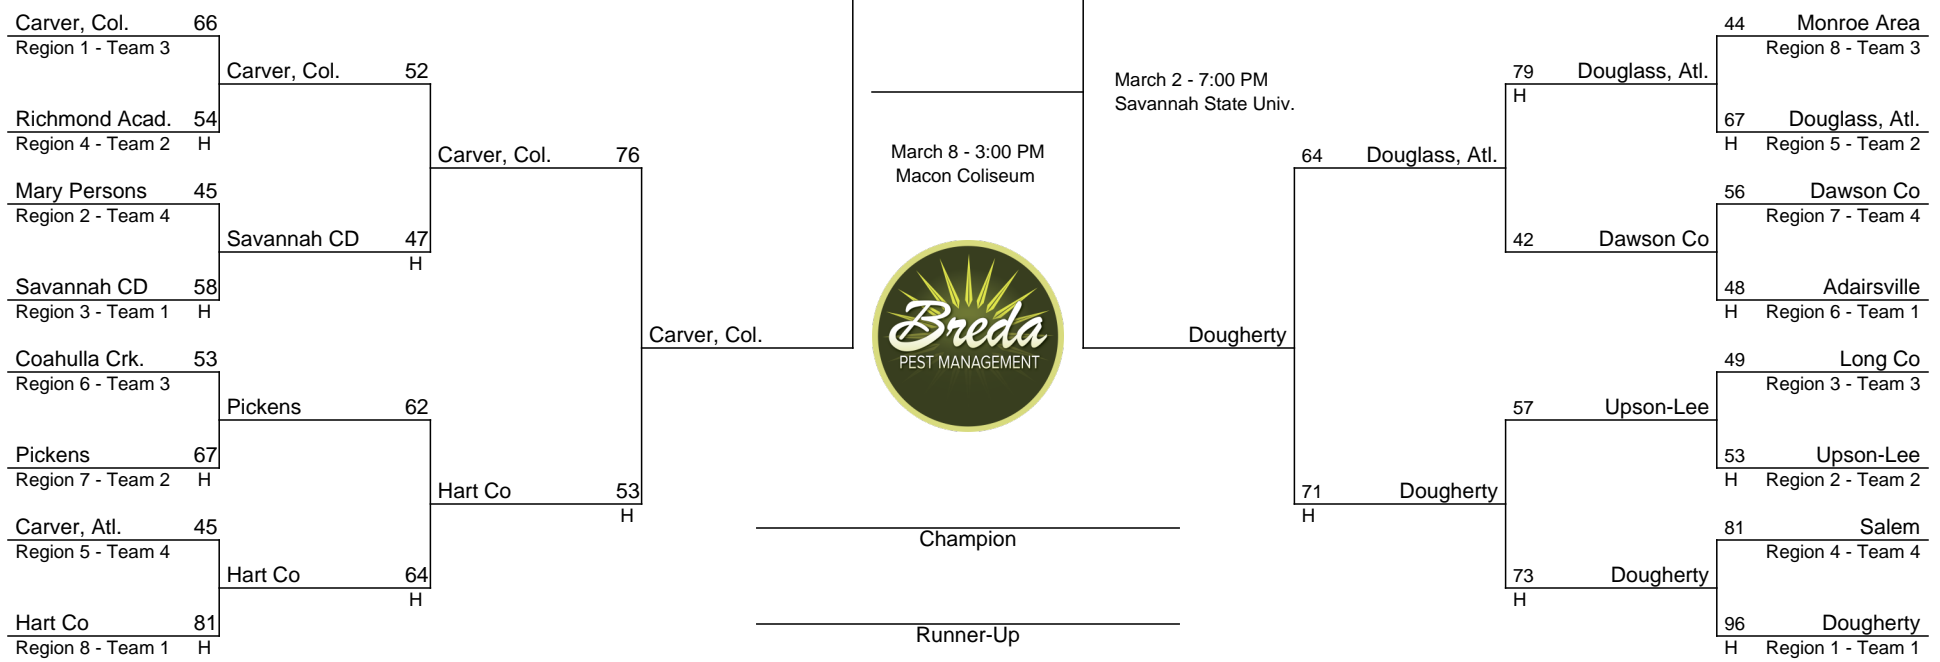 Carver, Col. 66
Region 1 - Team 3
Richmond Acad. 54
Region 4 - Team 2 H
Mary Persons 45
Region 2 - Team 4
Savannah CD 58
Region 3 - Team 1 H
Coahulla Crk. 53
Region 6 - Team 3
Pickens 67
Region 7 - Team 2 H
Carver, Atl. 45
Region 5 - Team 4
Hart Co 81
Region 8 - Team 1 H
Carver, Col. 52
Savannah CD 47
H
Pickens 62
Hart Co 64
H
Carver, Col. 76
Hart Co 53
H
Carver, Col.
March 8 - 3:00 PM
Macon Coliseum
Breda
PEST MANAGEMENT
Champion
Runner-Up
March 2 - 7:00 PM
Savannah State Univ.
Dougherty
64 Douglass, Atl.
71 Dougherty
H
79 Douglass, Atl.
H
42 Dawson Co
57 Upson-Lee
73 Dougherty
H
44 Monroe Area
Region 8 - Team 3
67 Douglass, Atl.
H Region 5 - Team 2
56 Dawson Co
Region 7 - Team 4
48 Adairsville
H Region 6 - Team 1
49 Long Co
Region 3 - Team 3
53 Upson-Lee
H Region 2 - Team 2
81 Salem
Region 4 - Team 4
96 Dougherty
H Region 1 - Team 1